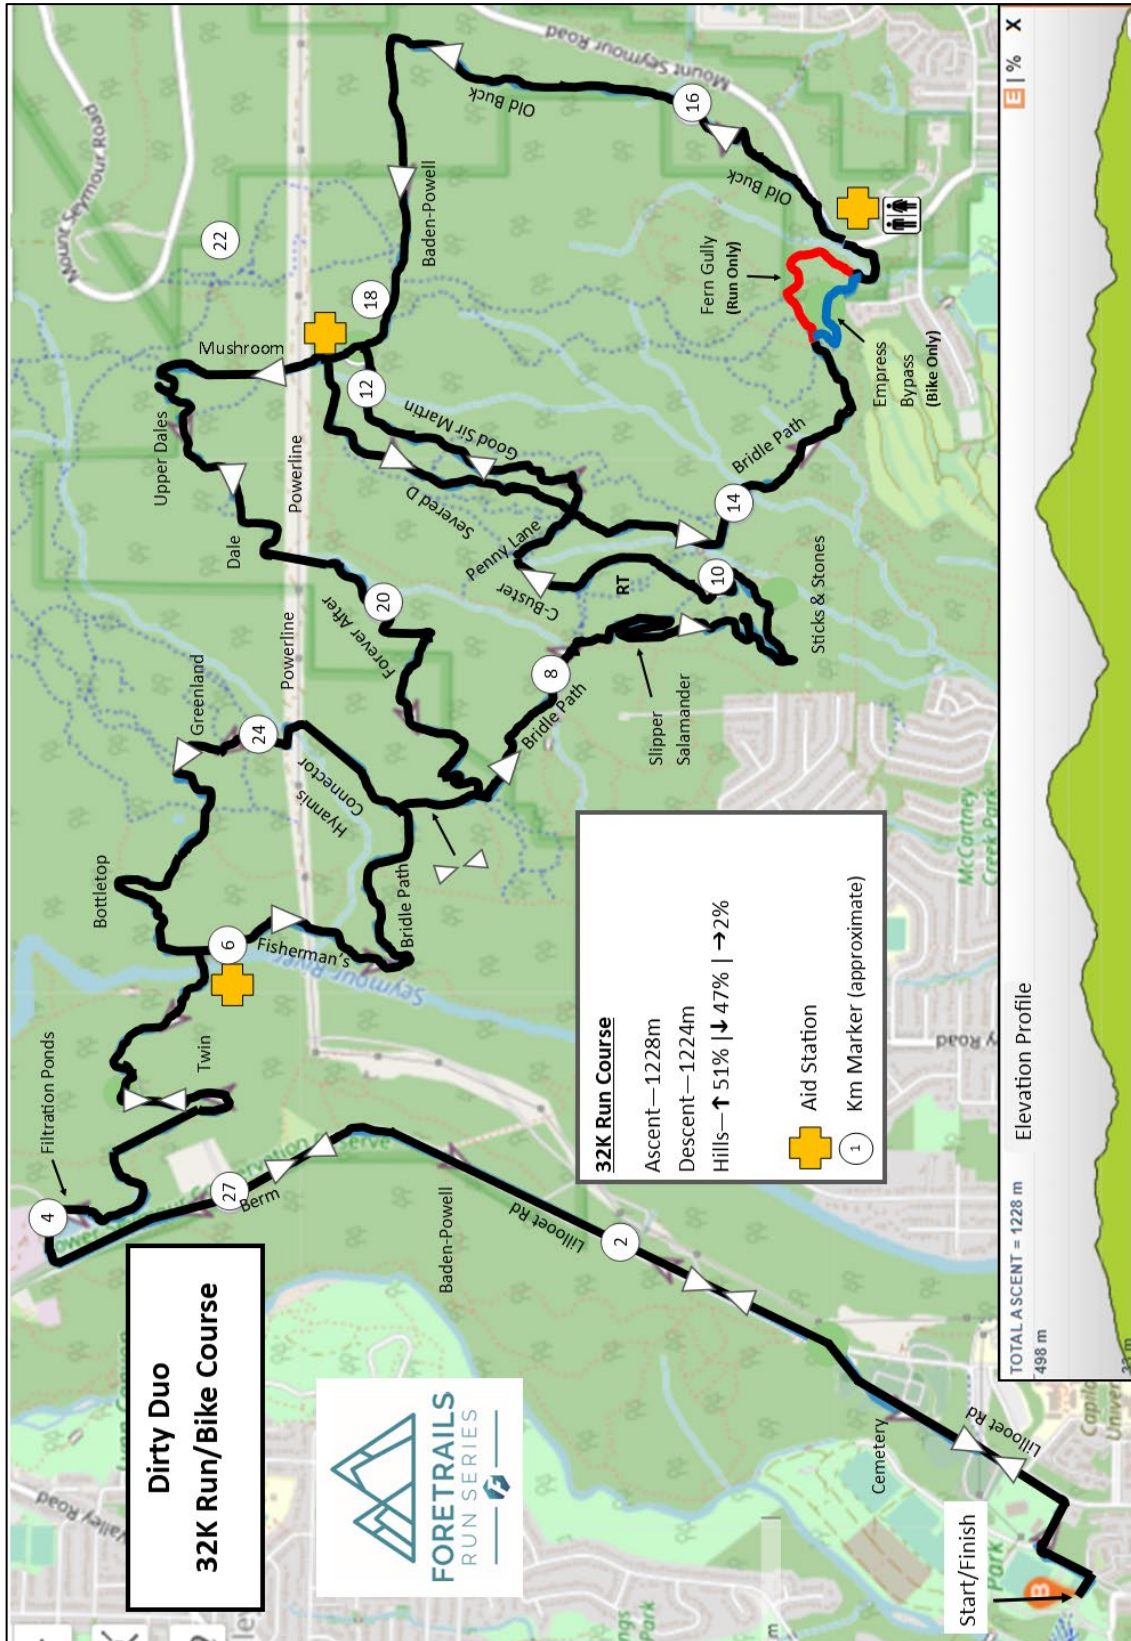 Dirty Duo
32K Run/Bike Course
FORETRAILS
RUN SERIES
Filtration Ponds
4
27
Berm
Twin
Baden-Powell
Lillooet Rd
2
Cemetery
Lillooet Rd
Start/Finish
B
Park
Valley Road
Park
Seymour River
6
Fisherman's
Bridle Path
Bottletop
Greenland
24
Hyannis
Connector
Powerline
Powerline
Dale
Upper Dales
Mushroom
Forever After
20
22
18
12
Mount Seymour Road
Mount Seymour Road
Baden-Powell
Old Buck
16
Old Buck
Fern Gully
(Run Only)
Empress
Bypass
(Bike Only)
Bridle Path
14
Good Sir Martin
Severed D
Penny Lane
C-Buster
RT
10
Sticks & Stones
Slipper
Salamander
8
Bridle Path
McCartney
Creek Park
32K Run Course
Ascent—1228m
Descent—1224m
Hills—↑ 51% |↓ 47% | →2%
Aid Station
1 Km Marker (approximate)
TOTAL ASCENT = 1228 m
Elevation Profile
E | % X
498 m